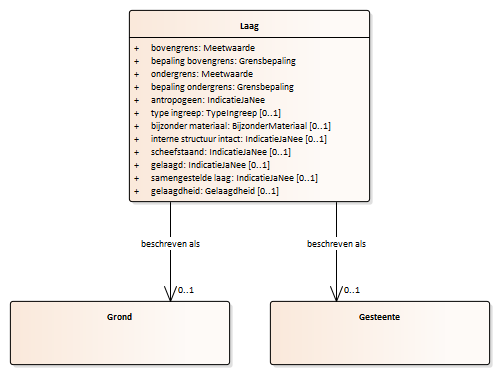 Laag
+ bovengrens: Meetwaarde
+ bepaling bovengrens: Grensbepaling
+ ondergrens: Meetwaarde
+ bepaling ondergrens: Grensbepaling
+ antropogeen: IndicatieJaNee
+ type ingreep: TypeIngreep [0..1]
+ bijzonder materiaal: BijzonderMateriaal [0..1]
+ interne structuur intact: IndicatieJaNee [0..1]
+ scheefstaand: IndicatieJaNee [0..1]
+ gelaagd: IndicatieJaNee [0..1]
+ samengestelde laag: IndicatieJaNee [0..1]
+ gelaagdheid: Gelaagdheid [0..1]
beschreven als
beschreven als
0..1
0..1
Grond
Gesteente